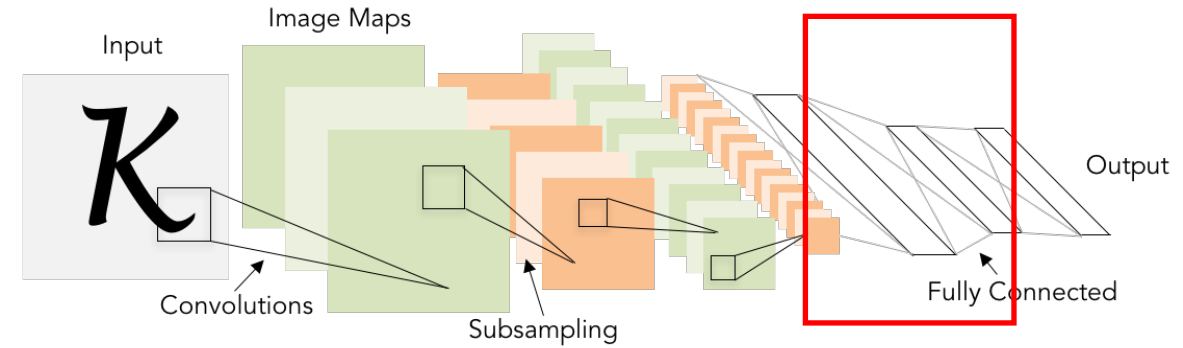 Image Maps
Input
K
Convolutions
Subsampling
Fully Connected
Output